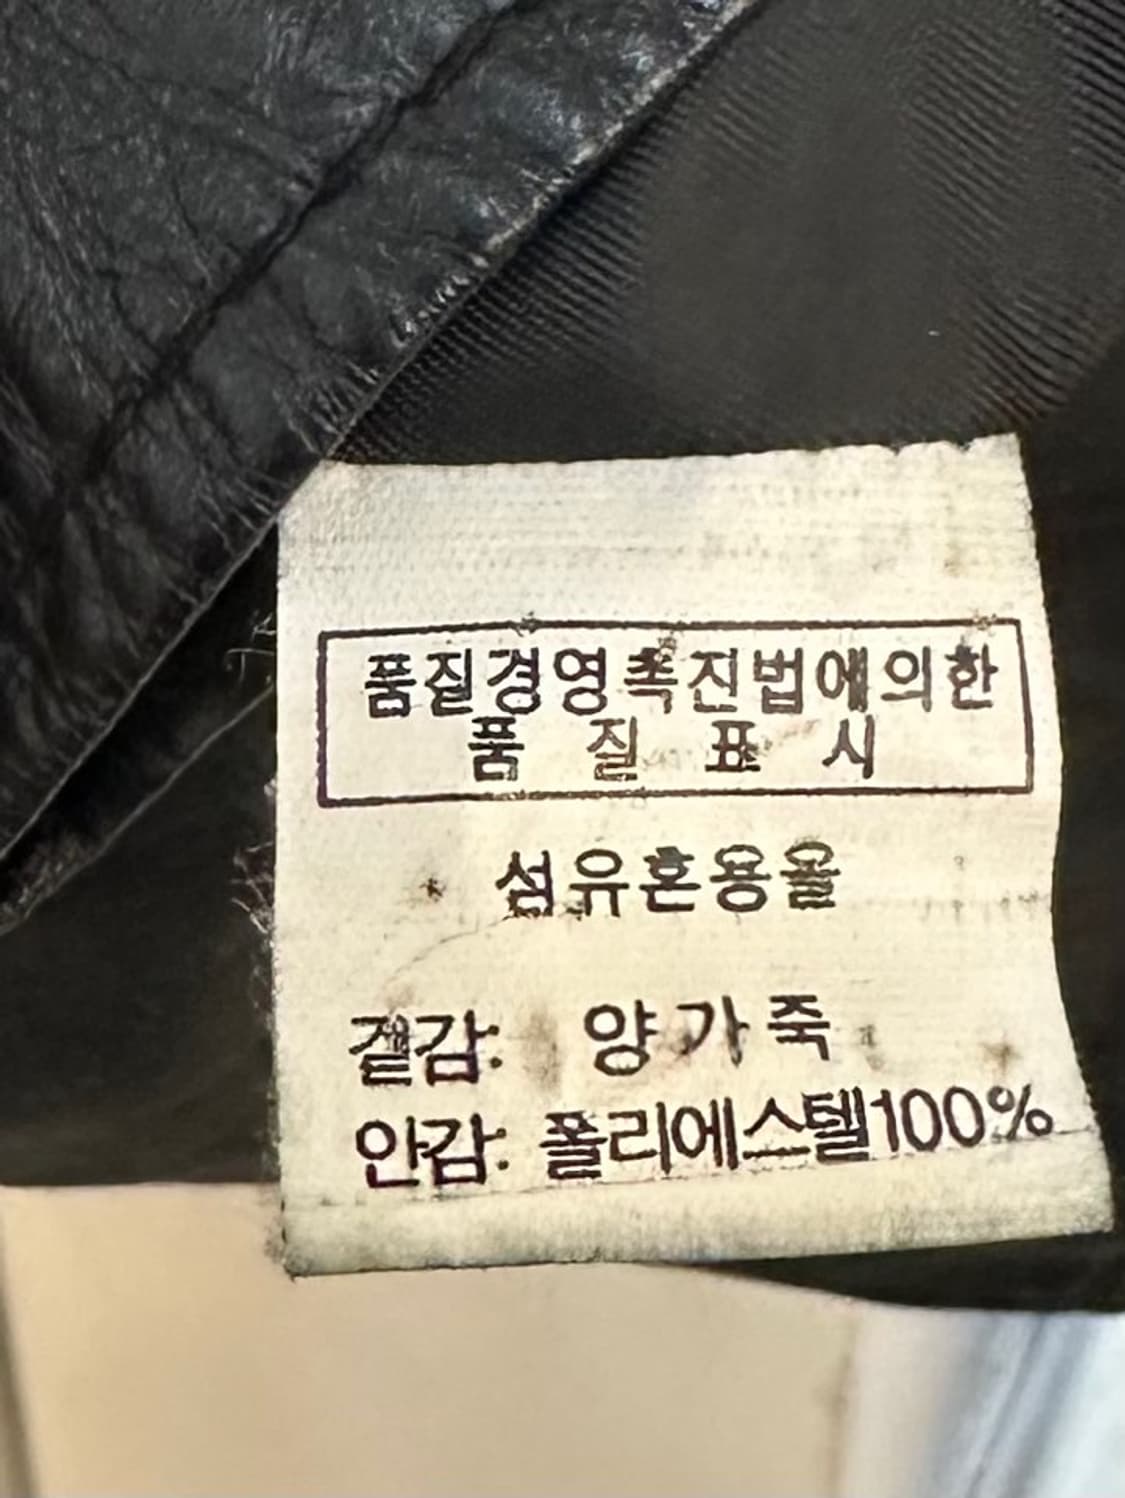 품질경영촉진법에의한
품 질 표 시
섬유혼용율
겉감: 양가죽
안감: 폴리에스텔100%